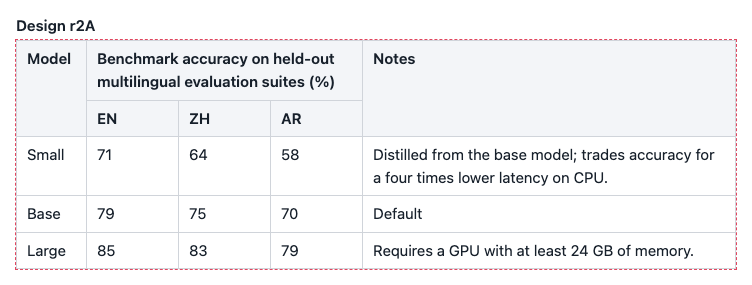 Design r2A
Model
Benchmark accuracy on held-out
multilingual evaluation suites (%)
Notes
EN
ZH
AR
Small
71
64
58
Distilled from the base model; trades accuracy for
a four times lower latency on CPU.
Base
79
75
70
Default
Large
85
83
79
Requires a GPU with at least 24 GB of memory.